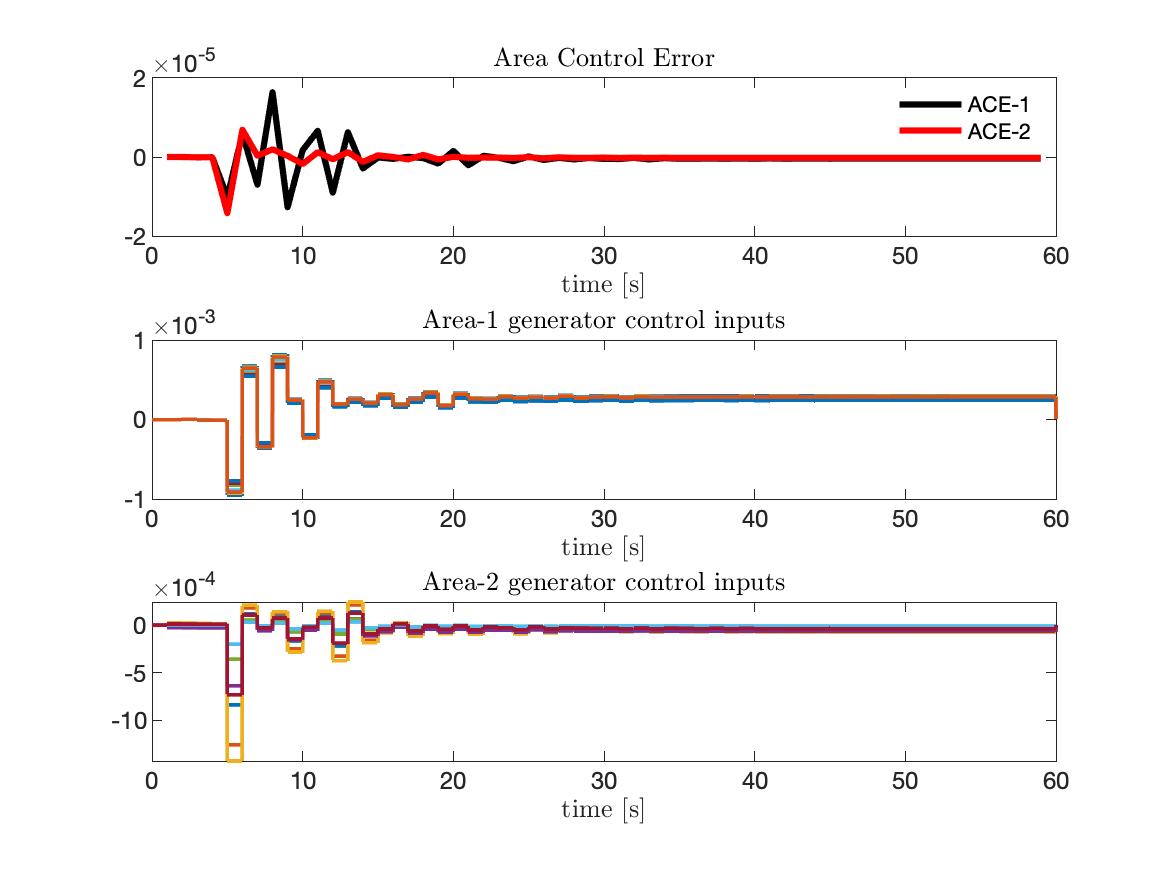 Area Control Error
×10-5
2
0
-2
ACE-1
ACE-2
0 10 20 30 40 50 60
time [s]
Area-1 generator control inputs
×10-3
1
0
-1
0 10 20 30 40 50 60
time [s]
Area-2 generator control inputs
×10-4
0
-5
-10
0 10 20 30 40 50 60
time [s]